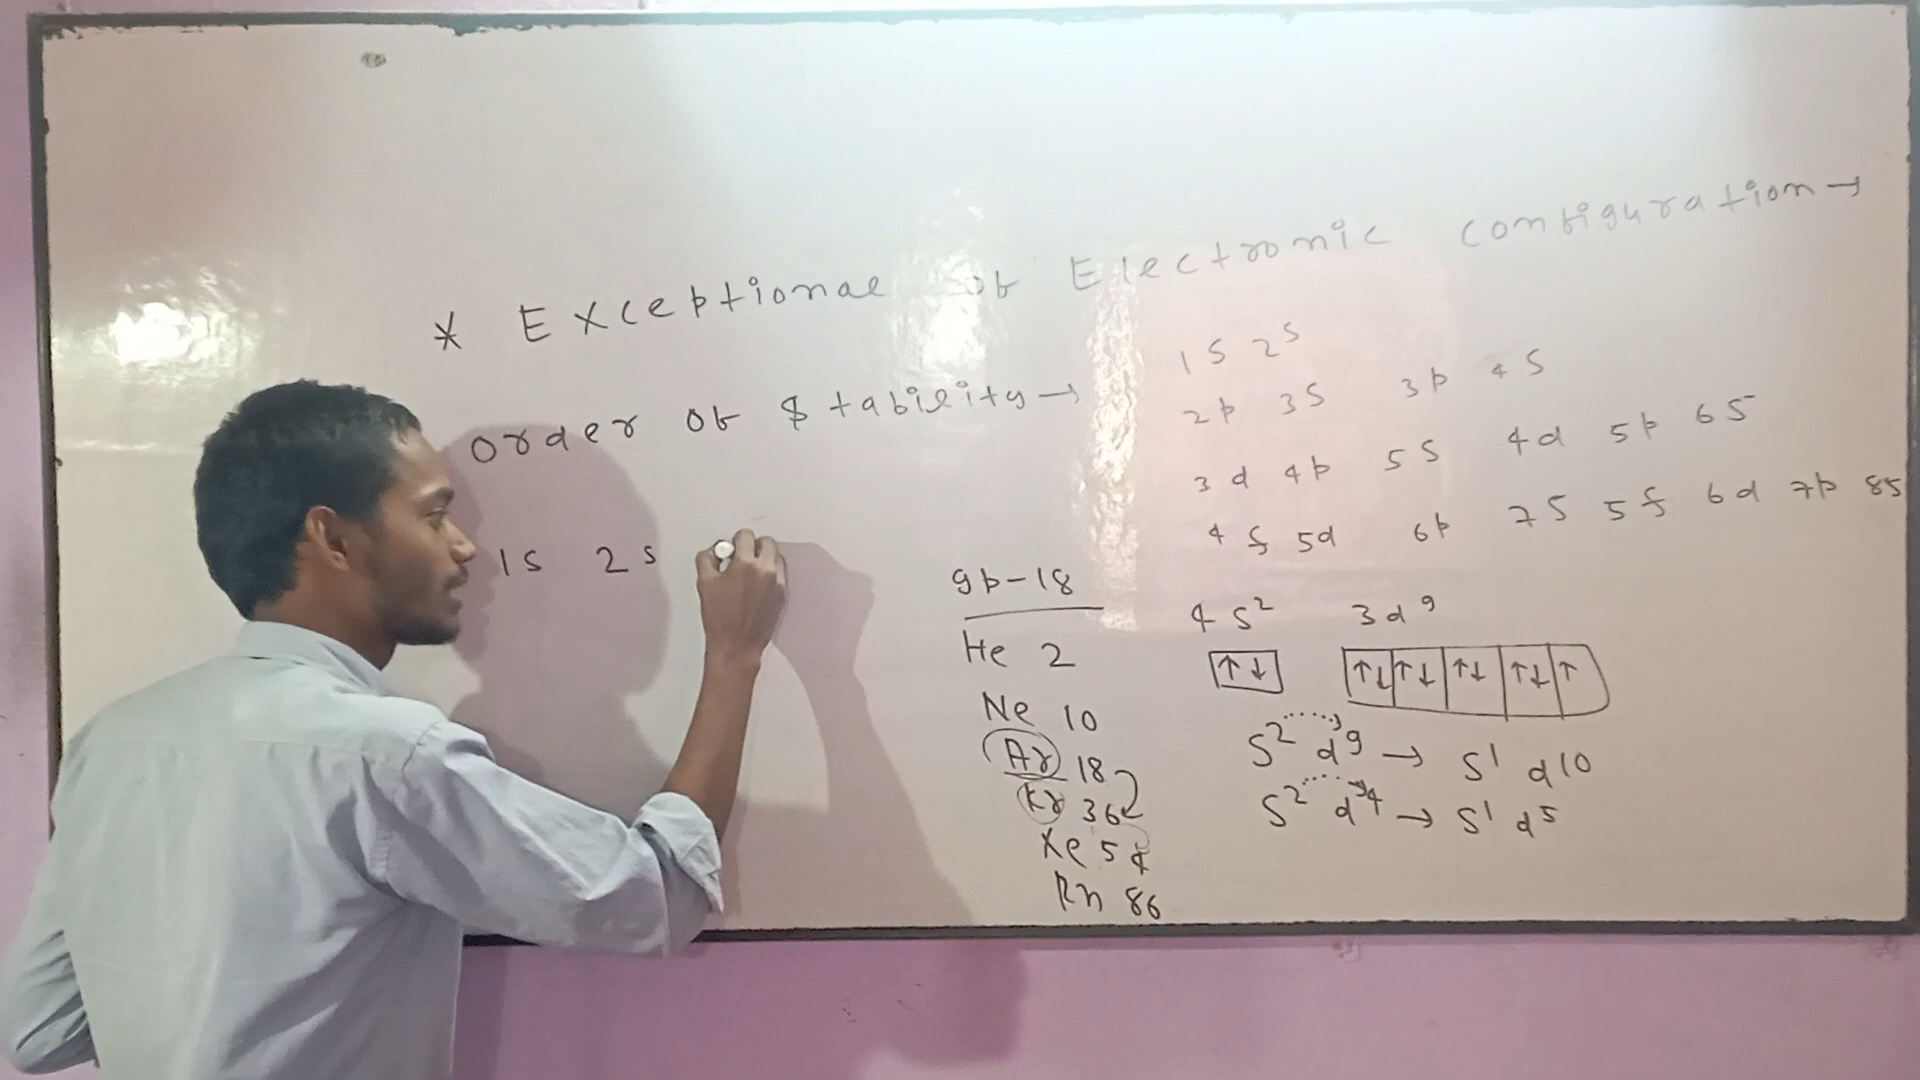 * Exceptional of Electronic configuration →
order of Stability →
1s 2s
1s 2s
2p 3s 3p 4s
3d 4p 5s 4d 5p 6s
4f 5d 6p 7s 5f 6d 7p 8s
gp-18
He 2
Ne 10
Ar 18
Kr 36
Xe 54
Rn 86
4s² 3d⁹
↑↓ ↑↓ ↑↓ ↑↓ ↑↓ ↑
s² d⁹ → s¹ d10
s² d⁴ → s¹ d⁵